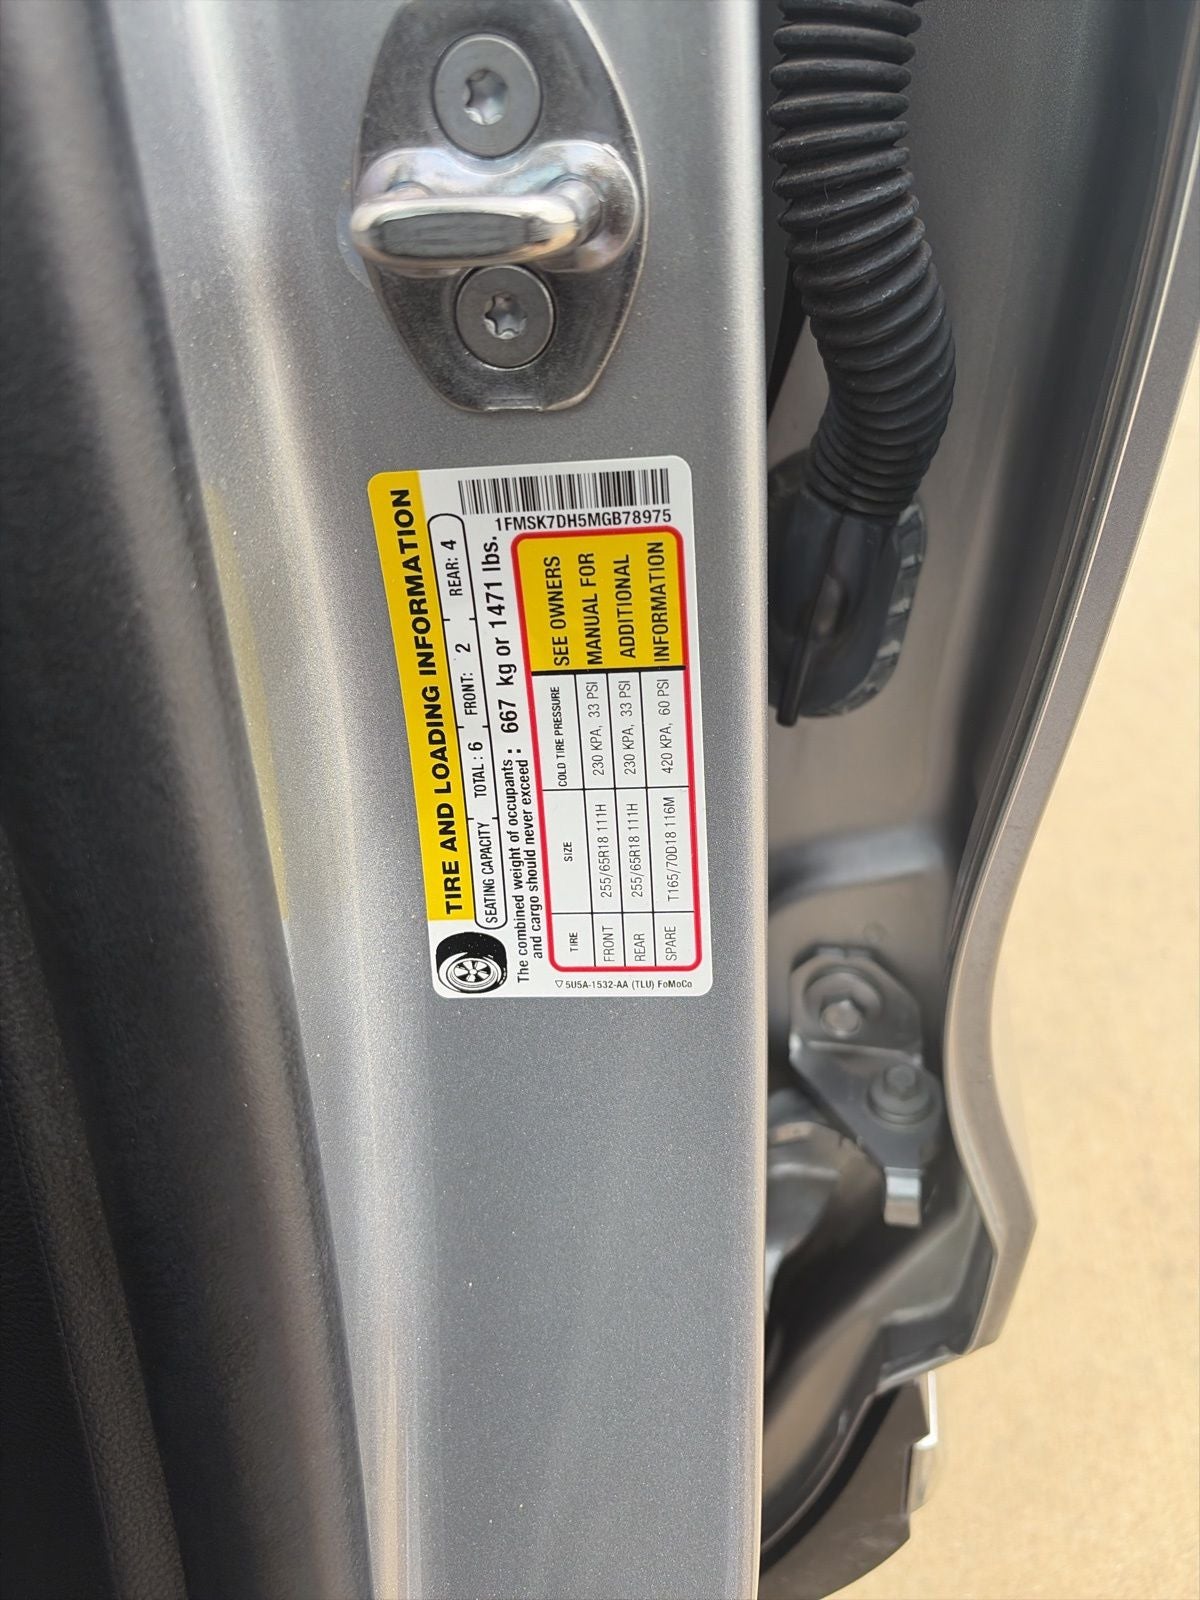 1FMSK7DH5MGB78975
TIRE AND LOADING INFORMATION
SEATING CAPACITY TOTAL : 6 FRONT: 2 REAR: 4
The combined weight of occupants
and cargo should never exceed : 667 kg or 1471 lbs.
TIRE SIZE COLD TIRE PRESSURE
FRONT 255/65R18 111H 230 KPA, 33 PSI
REAR 255/65R18 111H 230 KPA, 33 PSI
SPARE T165/70D18 116M 420 KPA, 60 PSI
SEE OWNERS
MANUAL FOR
ADDITIONAL
INFORMATION
5U5A-1532-AA (TLU) FoMoCo